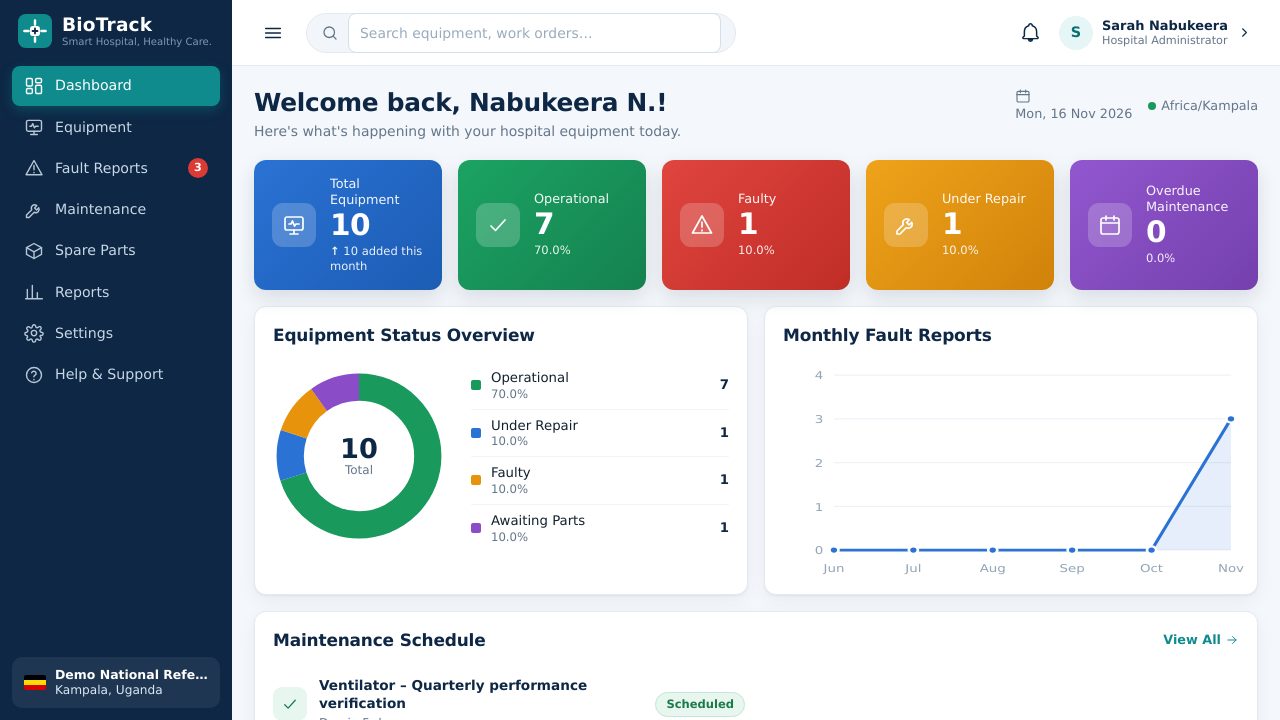 BioTrack
Smart Hospital, Healthy Care.
Dashboard
Equipment
Fault Reports
3
Maintenance
Spare Parts
Reports
Settings
Help & Support
Demo National Refe...
Kampala, Uganda
Search equipment, work orders...
S
Sarah Nabukeera
Hospital Administrator
Welcome back, Nabukeera N.!
Here's what's happening with your hospital equipment today.
Mon, 16 Nov 2026
Africa/Kampala
Total
Equipment
10
↑ 10 added this
month
Operational
7
70.0%
Faulty
1
10.0%
Under Repair
1
10.0%
Overdue
Maintenance
0
0.0%
Equipment Status Overview
10
Total
Operational
70.0%
7
Under Repair
10.0%
1
Faulty
10.0%
1
Awaiting Parts
10.0%
1
Monthly Fault Reports
4
3
2
1
0
Jun
Jul
Aug
Sep
Oct
Nov
Maintenance Schedule
View All →
Ventilator – Quarterly performance
verification
Scheduled